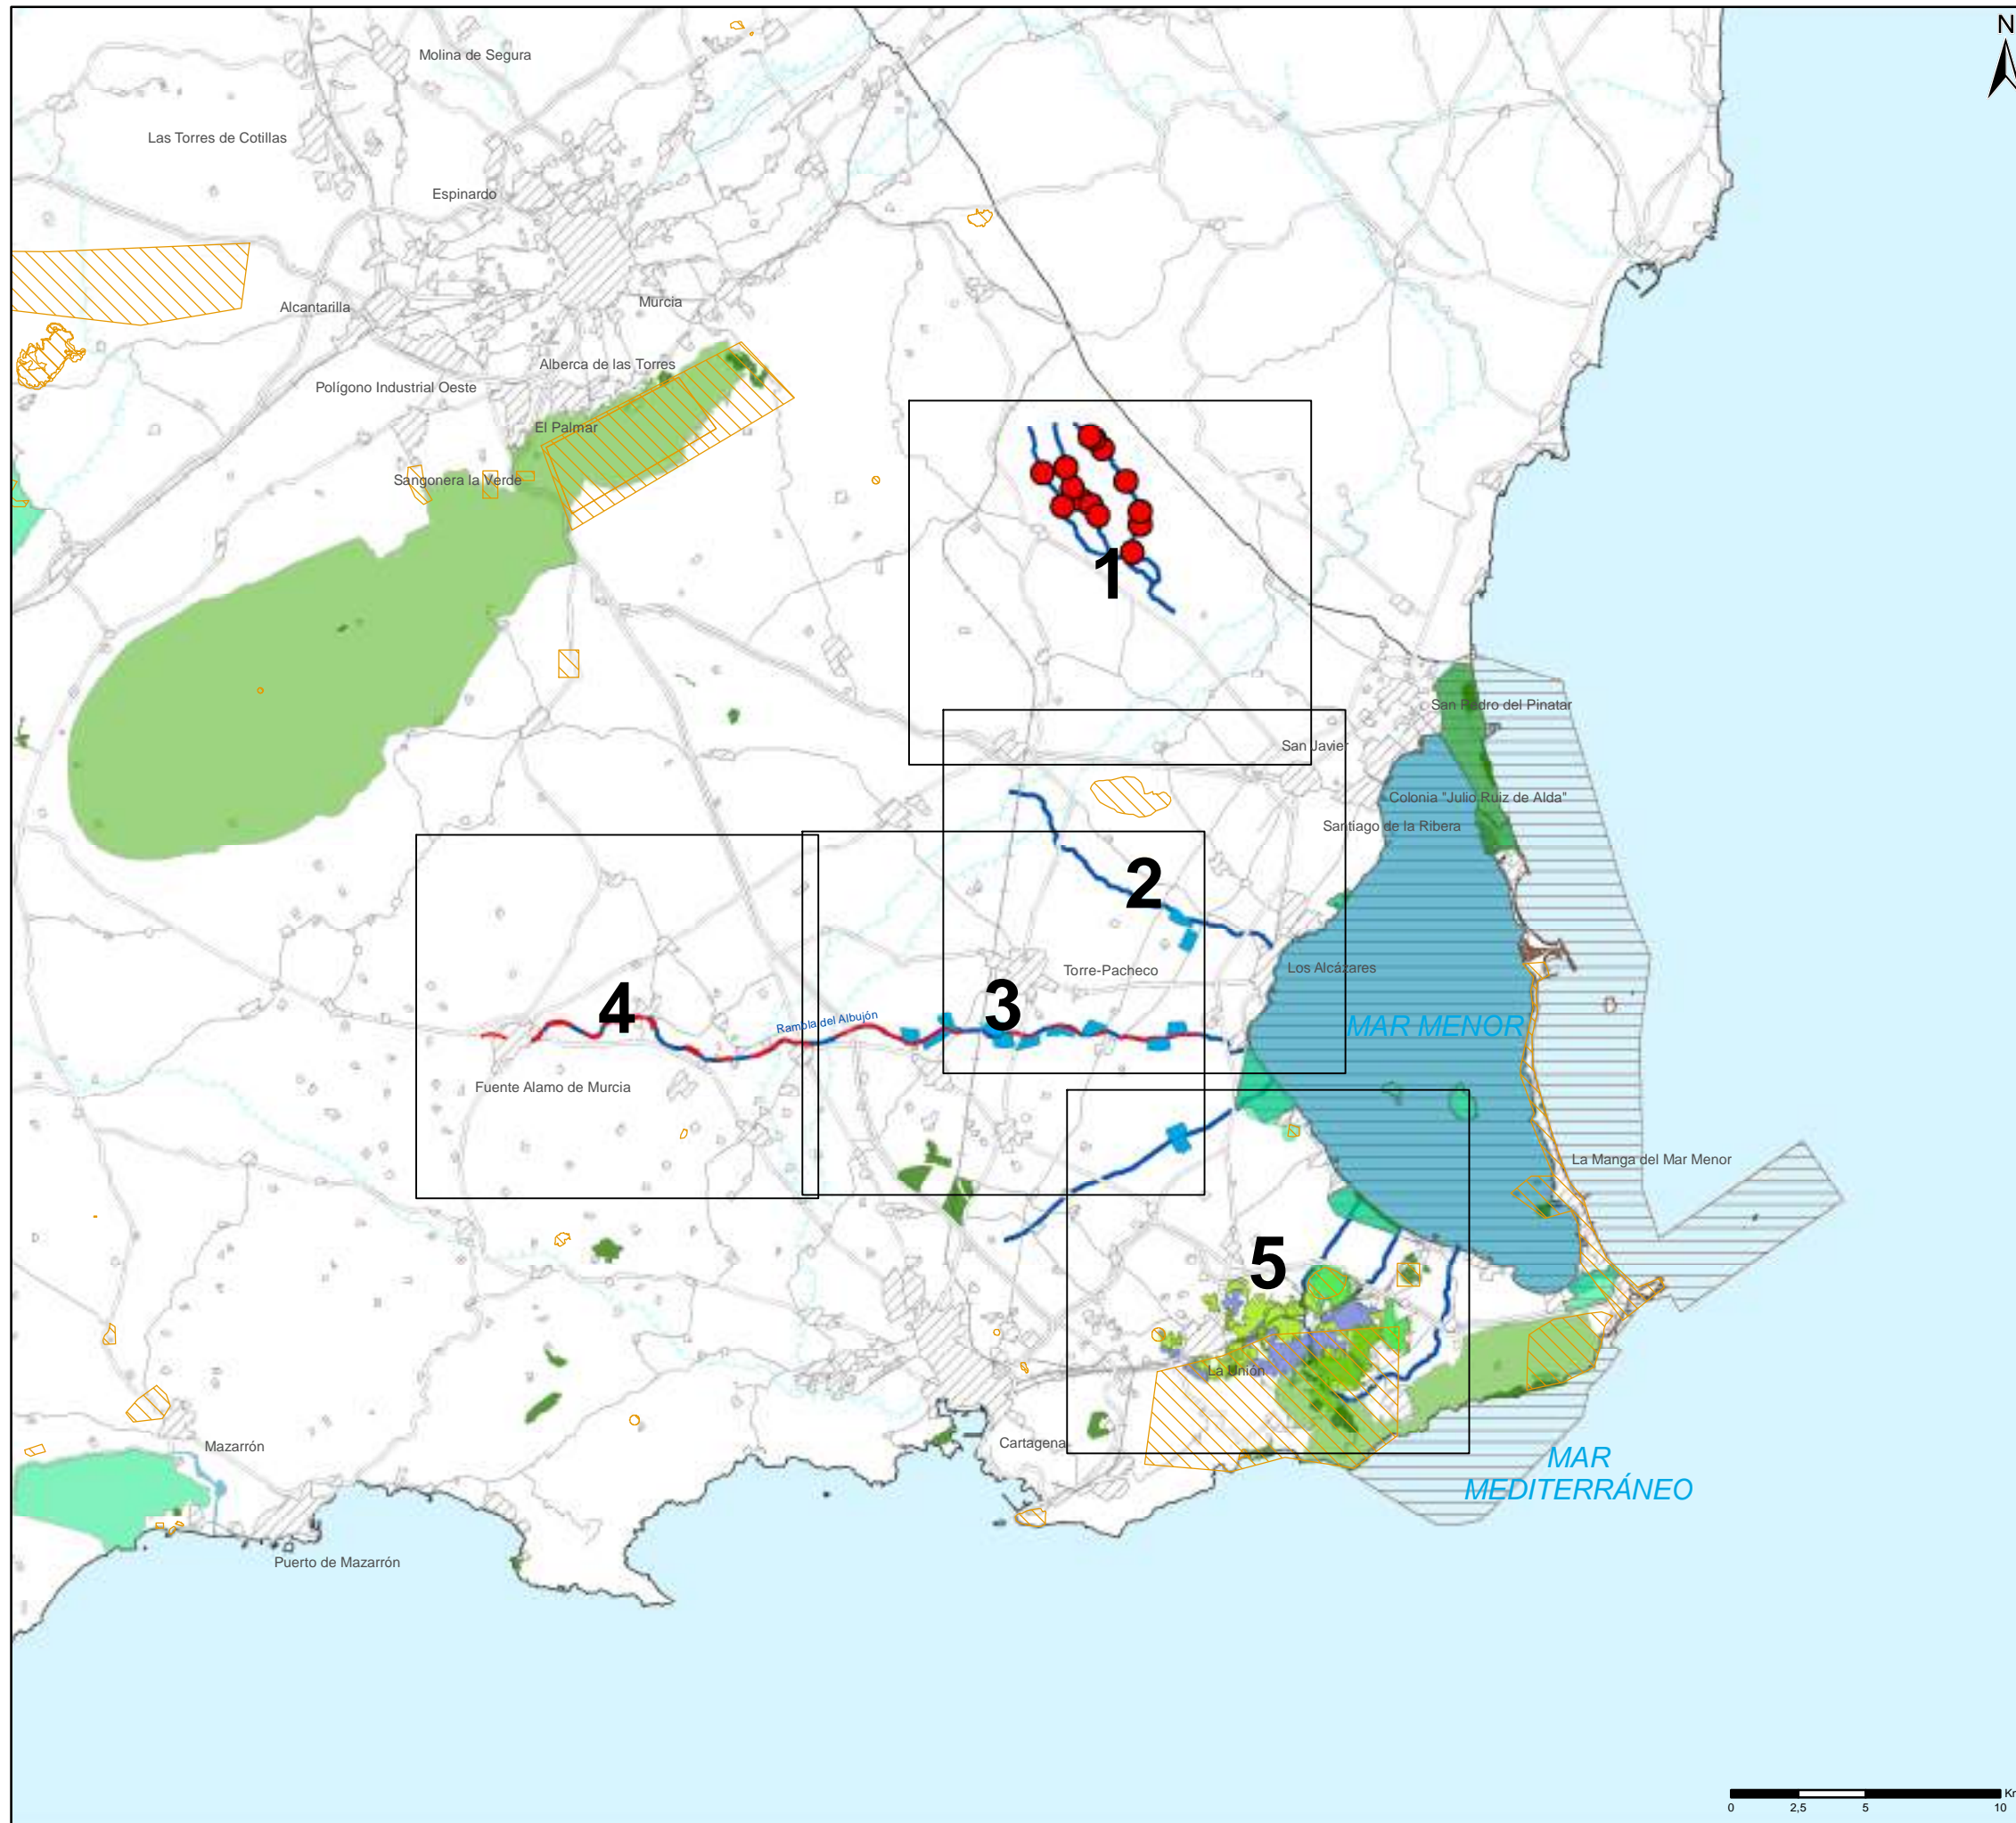 N
Molina de Segura
Las Torres de Cotillas
Espinardo
Alcantarilla
Murcia
Alberca de las Torres
Polígono Industrial Oeste
El Palmar
Sangonera la Verde
1
San Pedro del Pinatar
San Javier
Colonia "Julio Ruiz de Alda"
Santiago de la Ribera
2
Torre-Pacheco
Los Alcázares
3
4
Rambla del Albujón
MAR MENOR
Fuente Alamo de Murcia
La Manga del Mar Menor
5
La Unión
Cartagena
Mazarrón
MAR
MEDITERRÁNEO
Puerto de Mazarrón
0 2,5 5 10